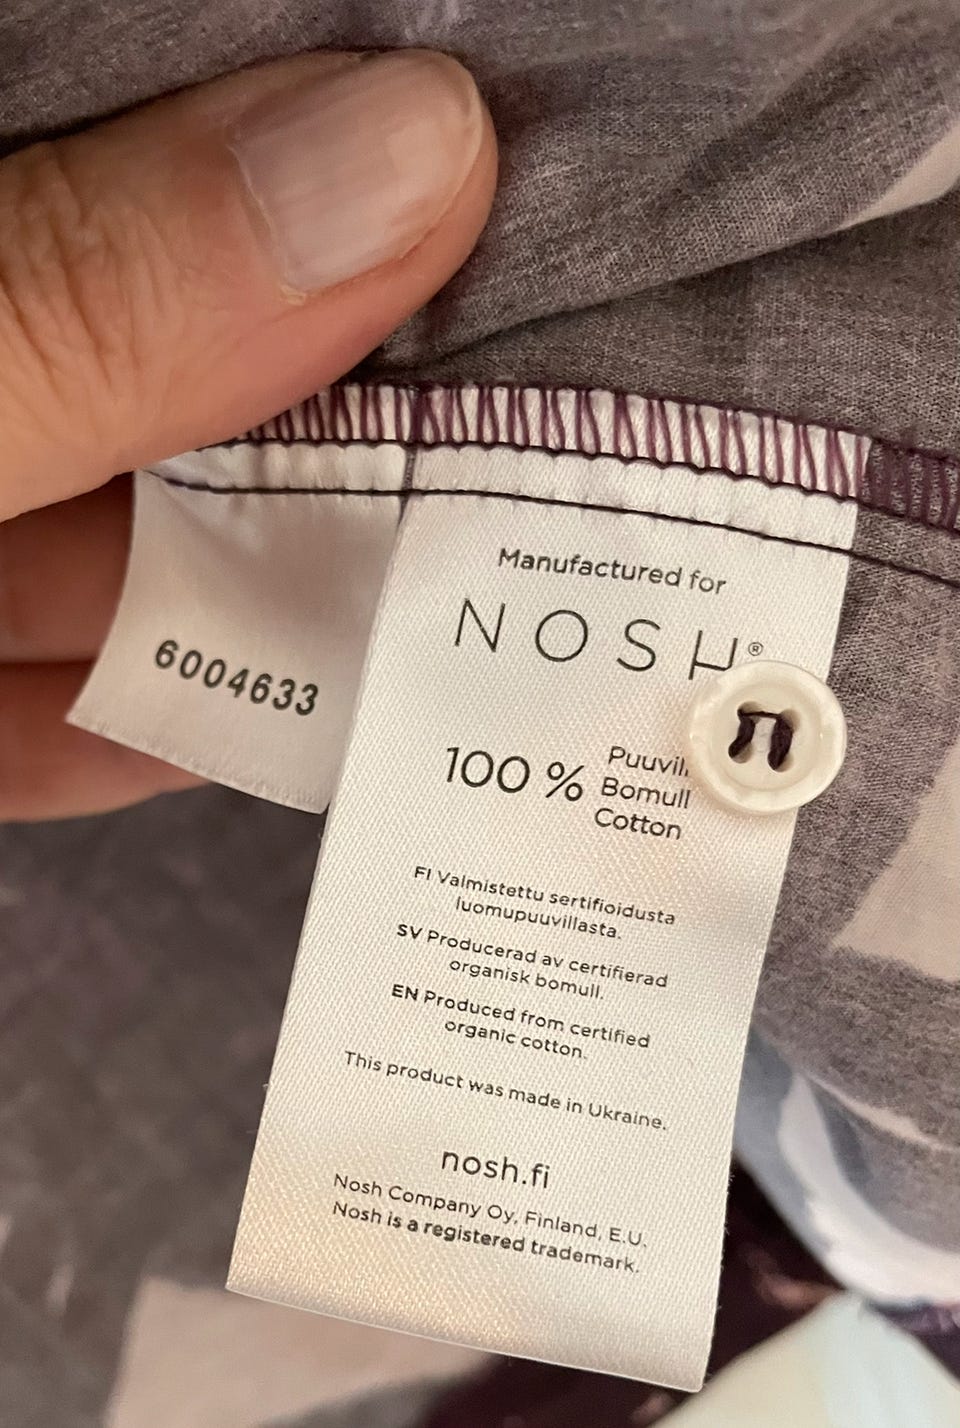 6004633
Manufactured for
NOSH®
100 %
Bomull
Cotton
FI Valmistettu sertifioidusta
luomupuuvillasta.
SV Producerad av certifierad
organisk bomull.
EN Produced from certified
organic cotton.
This product was made in Ukraine.
nosh.fi
Nosh Company Oy, Finland, E.U.
Nosh is a registered trademark.